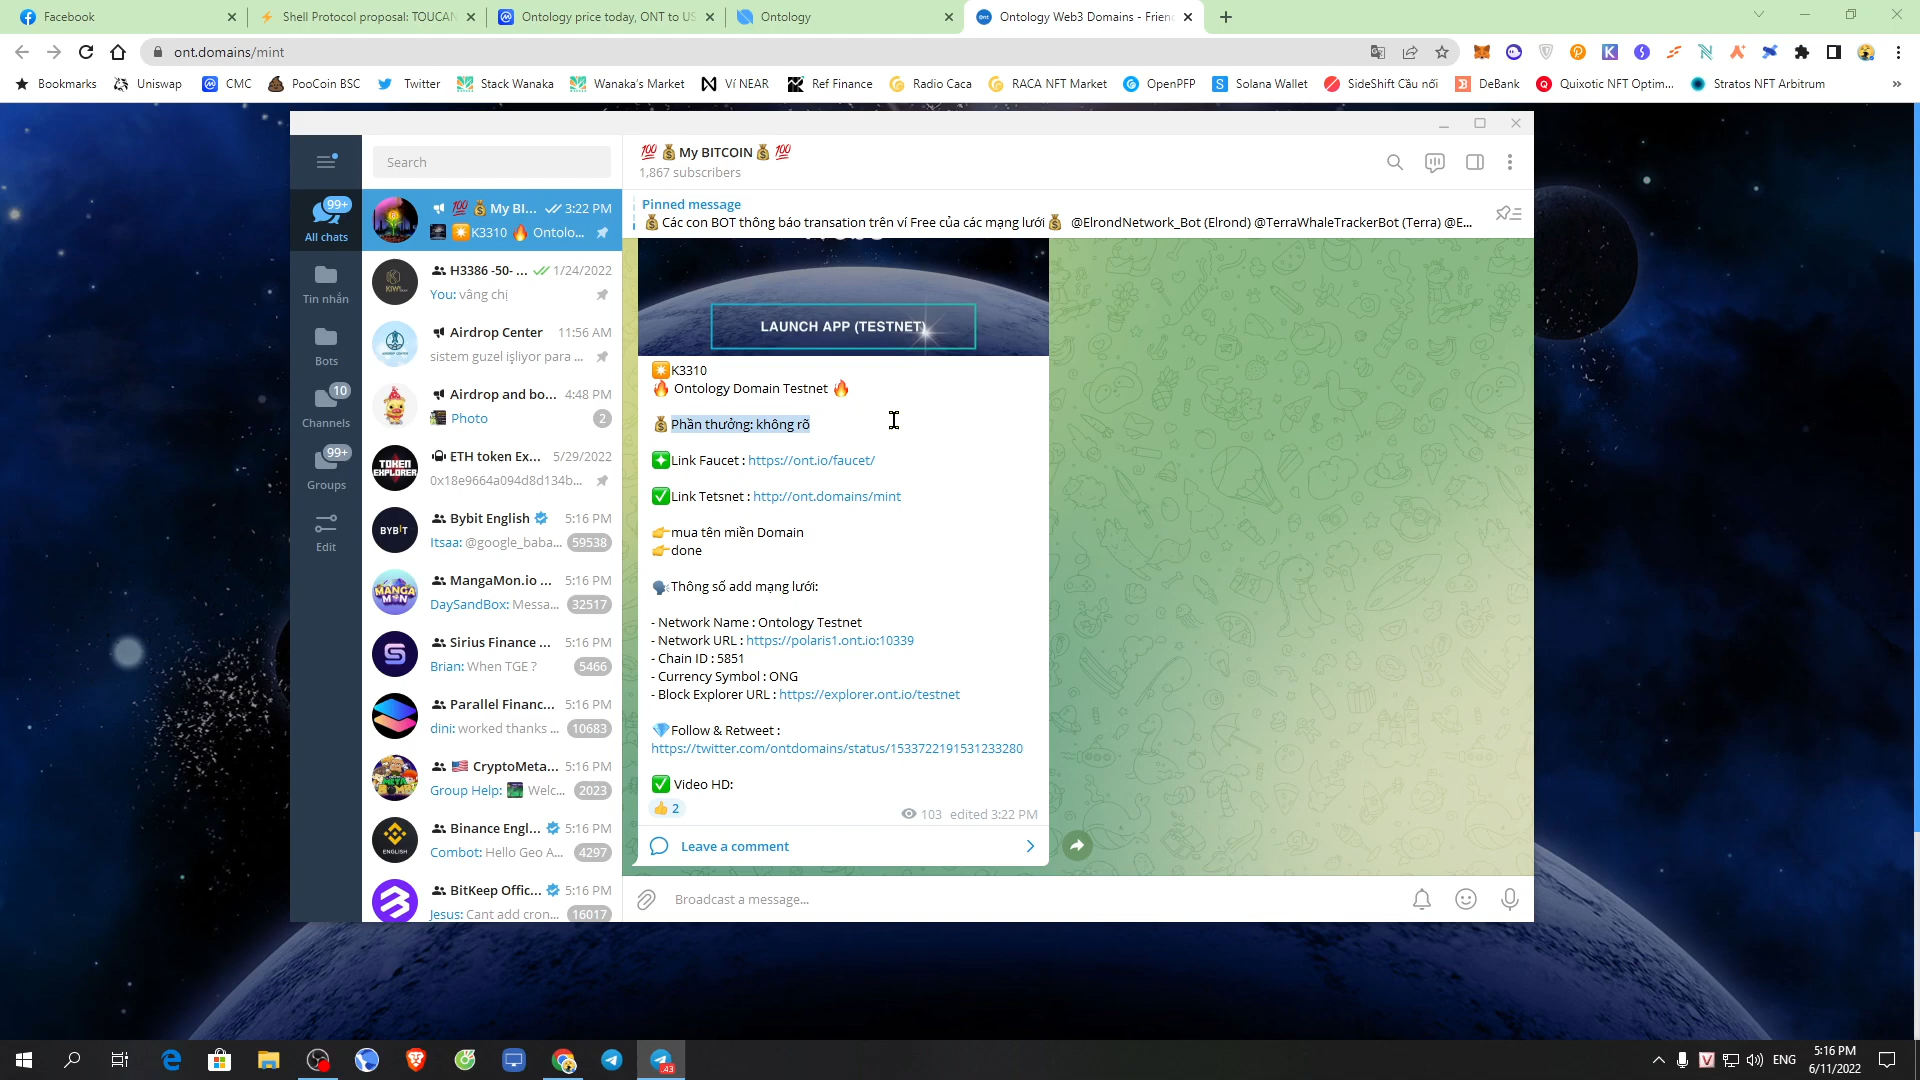 Facebook
Shell Protocol proposal: TOUCAN
Ontology price today, ONT to US
Ontology
Ontology Web3 Domains - Frien
ont.domains/mint
Bookmarks
Uniswap
CMC
PooCoin BSC
Twitter
Stack Wanaka
Wanaka's Market
Ví NEAR
Ref Finance
Radio Caca
RACA NFT Market
OpenPFP
Solana Wallet
SideShift Cầu nối
DeBank
Quixotic NFT Optim...
Stratos NFT Arbitrum
99+
All chats
Tin nhắn
Bots
10
Channels
99+
Groups
Edit
Search
💯 💰 My BI... 3:22 PM
💥K3310 🔥 Ontolo...
H3386 -50- ... 1/24/2022
You: vâng chị
Airdrop Center 11:56 AM
sistem guzel işliyor para ...
Airdrop and bo... 4:48 PM
Photo 2
ETH token Ex... 5/29/2022
0x18e9664a094d8d134b...
Bybit English 5:16 PM
Itsaa: @google_baba... 59538
MangaMon.io ... 5:16 PM
DaySandBox: Messa... 32517
Sirius Finance ... 5:16 PM
Brian: When TGE ? 5466
Parallel Financ... 5:16 PM
dini: worked thanks ... 10683
🇺🇸 CryptoMeta... 5:16 PM
Group Help: Welc... 2023
Binance Engl... 5:16 PM
Combot: Hello Geo A... 4297
BitKeep Offic... 5:16 PM
Jesus: Cant add cron... 16017
KIWI
TOKEN
EXPLORER
BYBIT
MANGA
MON
ENGLISH
💯 💰 My BITCOIN 💰 💯
1,867 subscribers
Pinned message
💰Các con BOT thông báo transation trên ví Free của các mạng lưới💰 @ElrondNetwork_Bot (Elrond) @TerraWhaleTrackerBot (Terra) @E...
LAUNCH APP (TESTNET)
💥K3310
🔥 Ontology Domain Testnet 🔥
💰Phần thưởng: không rõ
Link Faucet : https://ont.io/faucet/
✅Link Tetsnet : http://ont.domains/mint
👉mua tên miền Domain
👉done
🗣Thông số add mạng lưới:
- Network Name : Ontology Testnet
- Network URL : https://polaris1.ont.io:10339
- Chain ID : 5851
- Currency Symbol : ONG
- Block Explorer URL : https://explorer.ont.io/testnet
💎Follow & Retweet :
https://twitter.com/ontdomains/status/1533722191531233280
✅ Video HD:
👍 2
103 edited 3:22 PM
Leave a comment
Broadcast a message...
.43
ENG
5:16 PM
6/11/2022